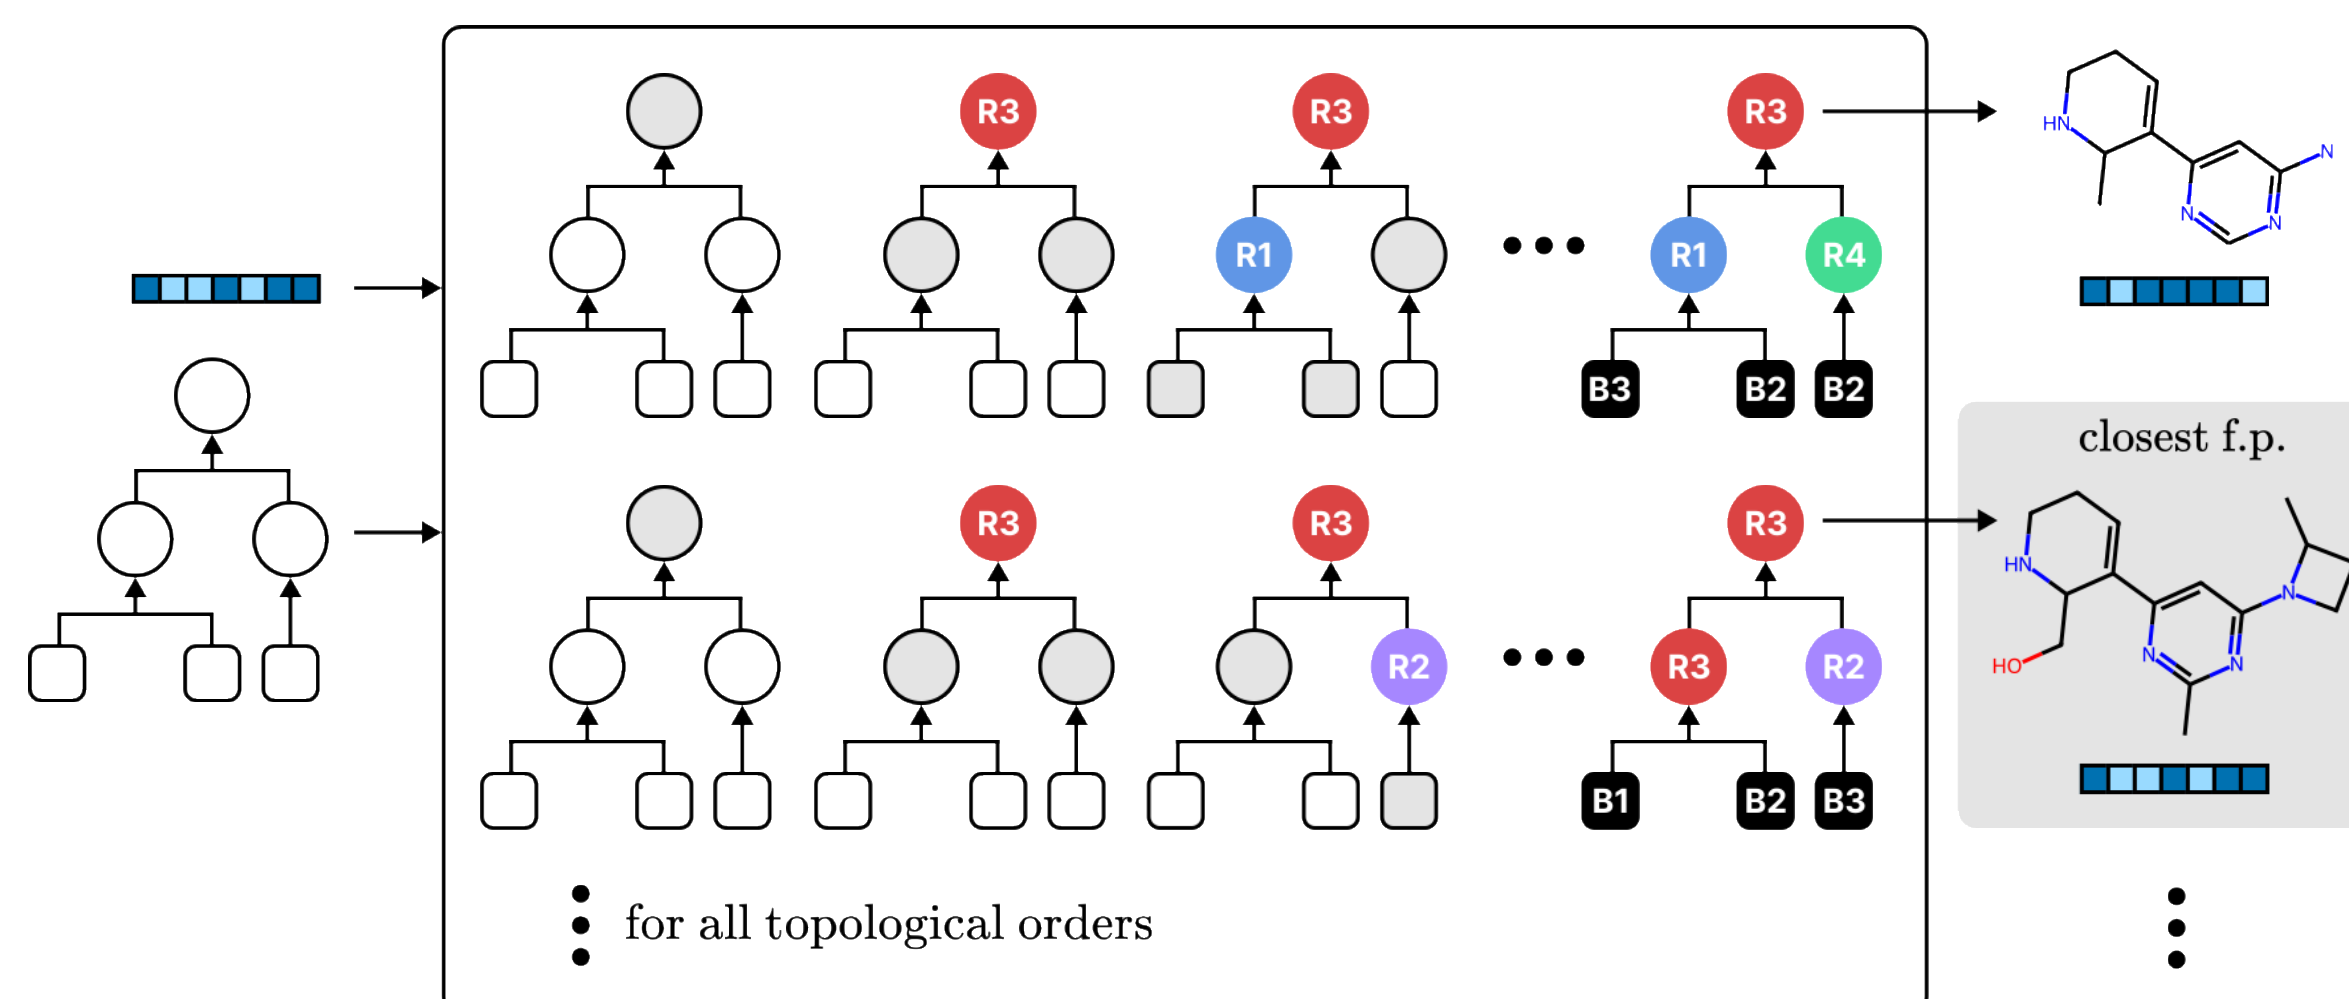 R3
R3
R3
HN
N
N
N
R1
R1
R4
B3
B2
B2
closest f.p.
R3
R3
R3
HN
N
R2
R3
R2
N
N
HO
B1
B2
B3
for all topological orders